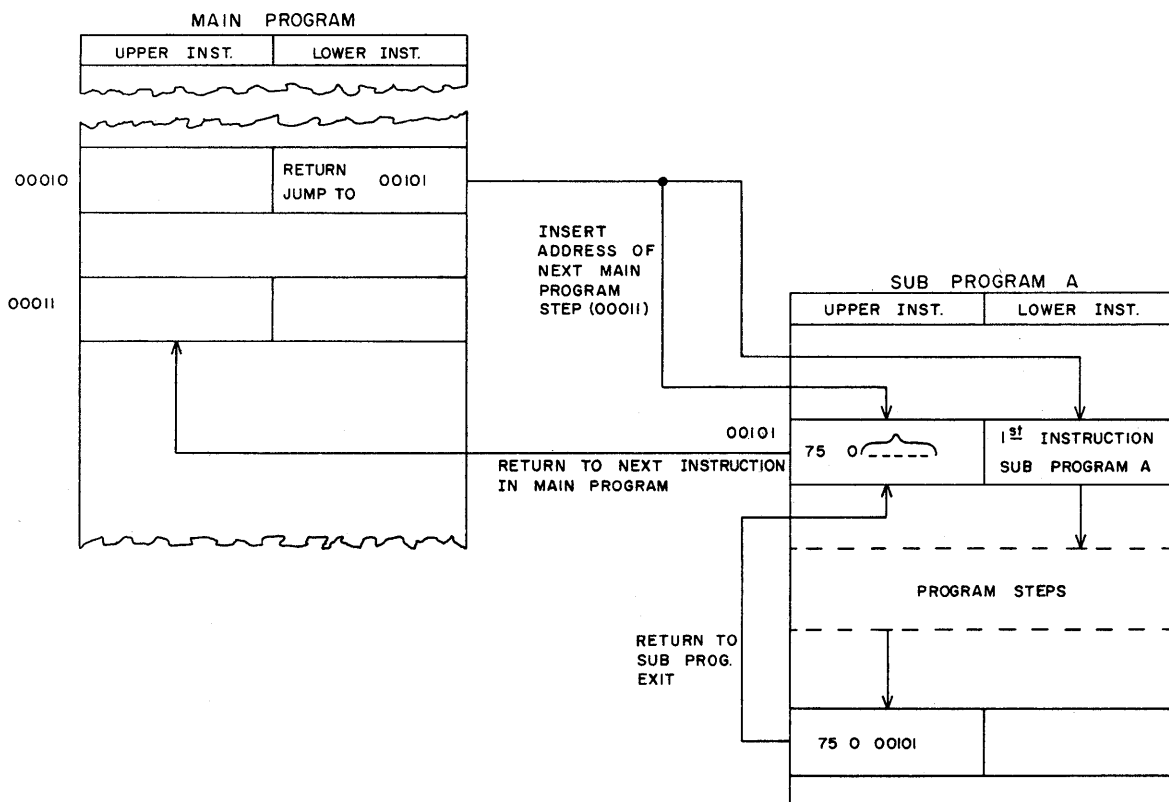 MAIN PROGRAM
UPPER INST. LOWER INST.
00010
RETURN
JUMP TO 00101
00011
INSERT
ADDRESS OF
NEXT MAIN
PROGRAM
STEP (00011)
SUB PROGRAM A
UPPER INST. LOWER INST.
00101
75 0
1st INSTRUCTION
SUB PROGRAM A
RETURN TO NEXT INSTRUCTION
IN MAIN PROGRAM
PROGRAM STEPS
RETURN TO
SUB PROG.
EXIT
75 0 00101